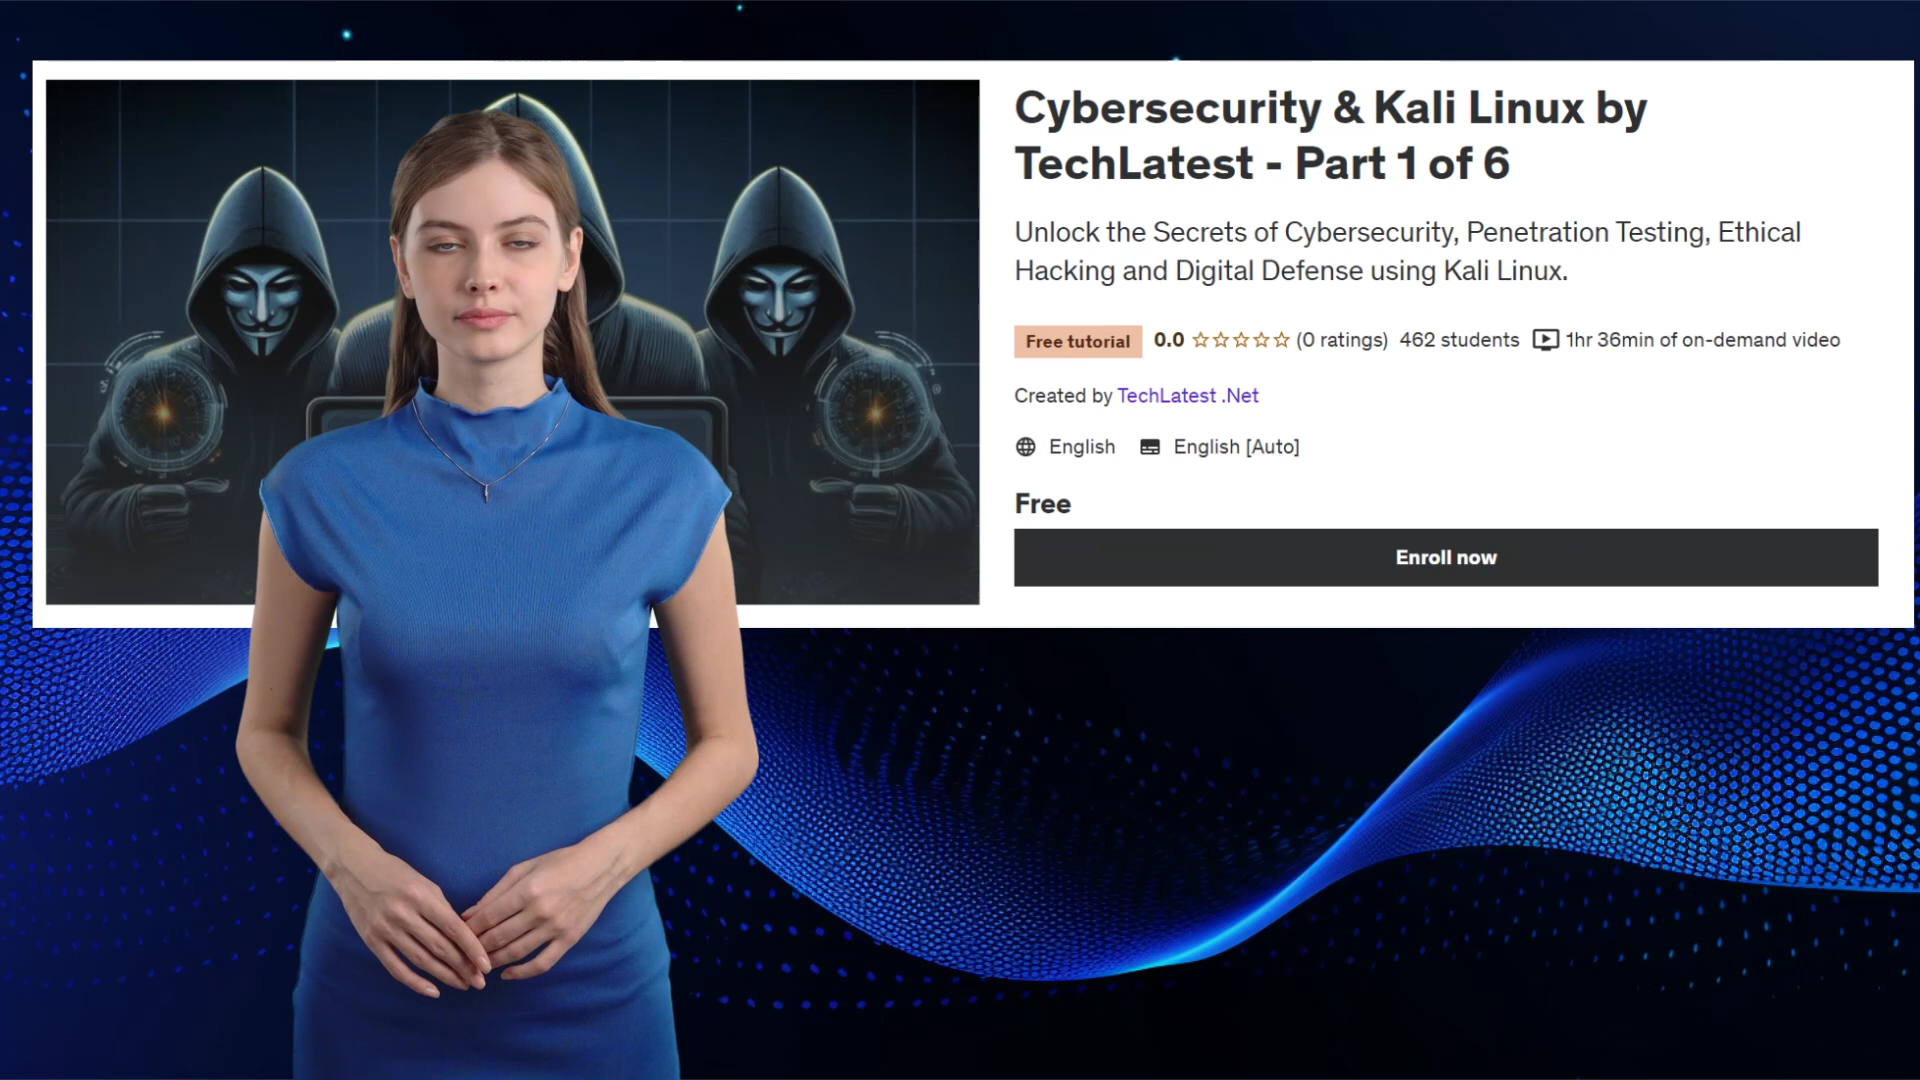 Cybersecurity & Kali Linux by
TechLatest - Part 1 of 6
Unlock the Secrets of Cybersecurity, Penetration Testing, Ethical
Hacking and Digital Defense using Kali Linux.
Free tutorial 0.0 (0 ratings) 462 students 1hr 36min of on-demand video
Created by TechLatest .Net
English English [Auto]
Free
Enroll now